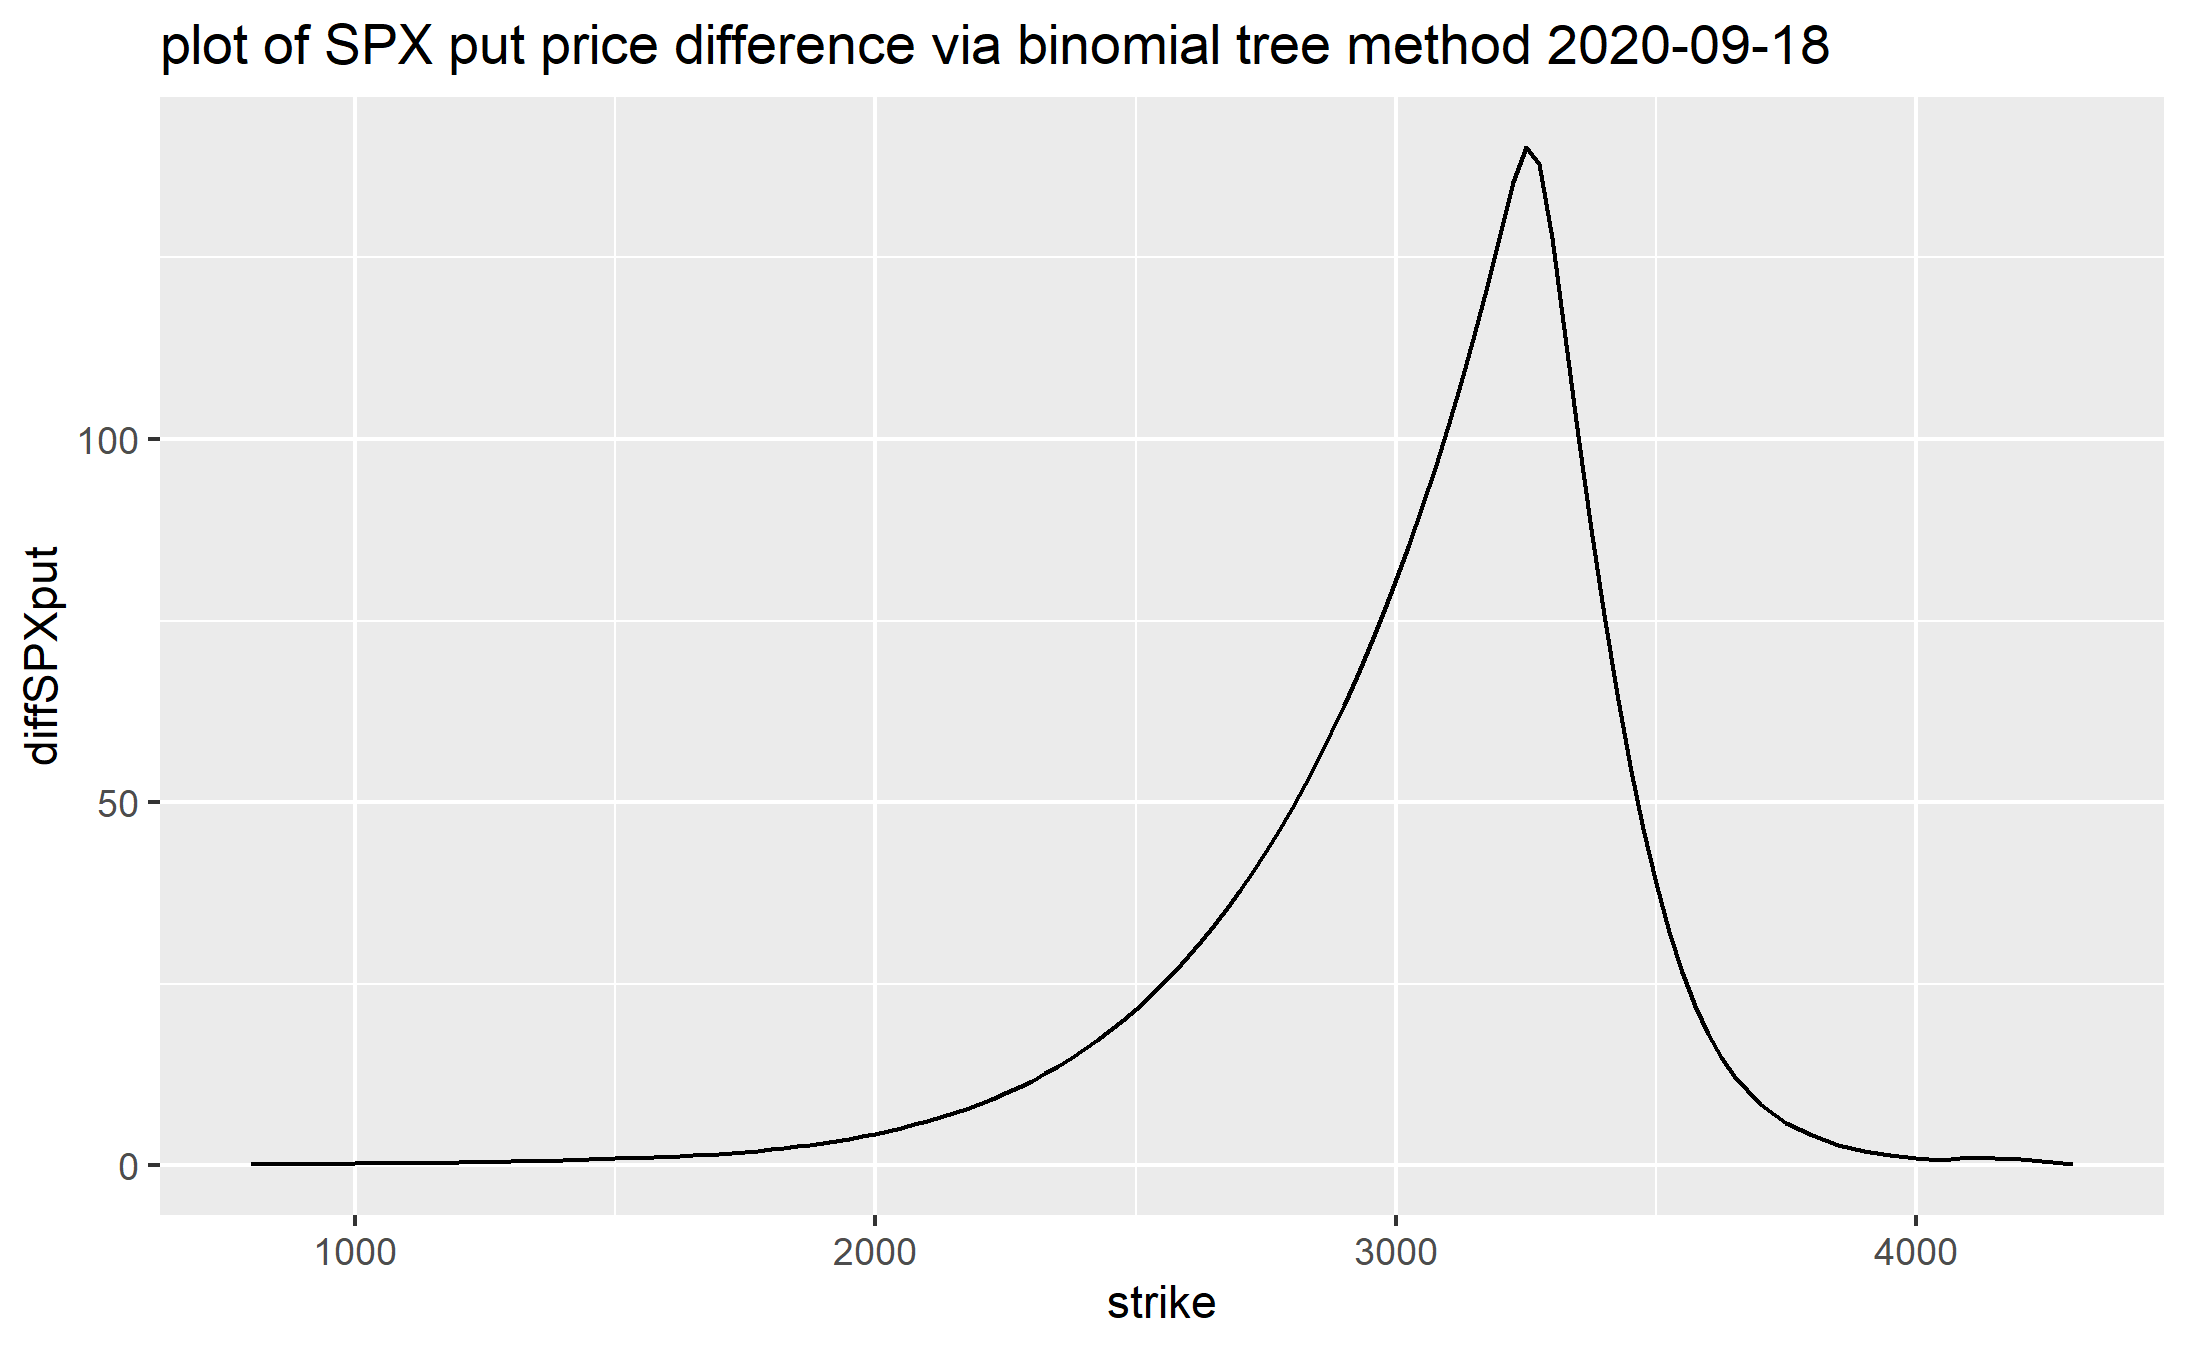 plot of SPX put price difference via binomial tree method 2020-09-18
diffSPXput
100
50
0
1000
2000
3000
4000
strike